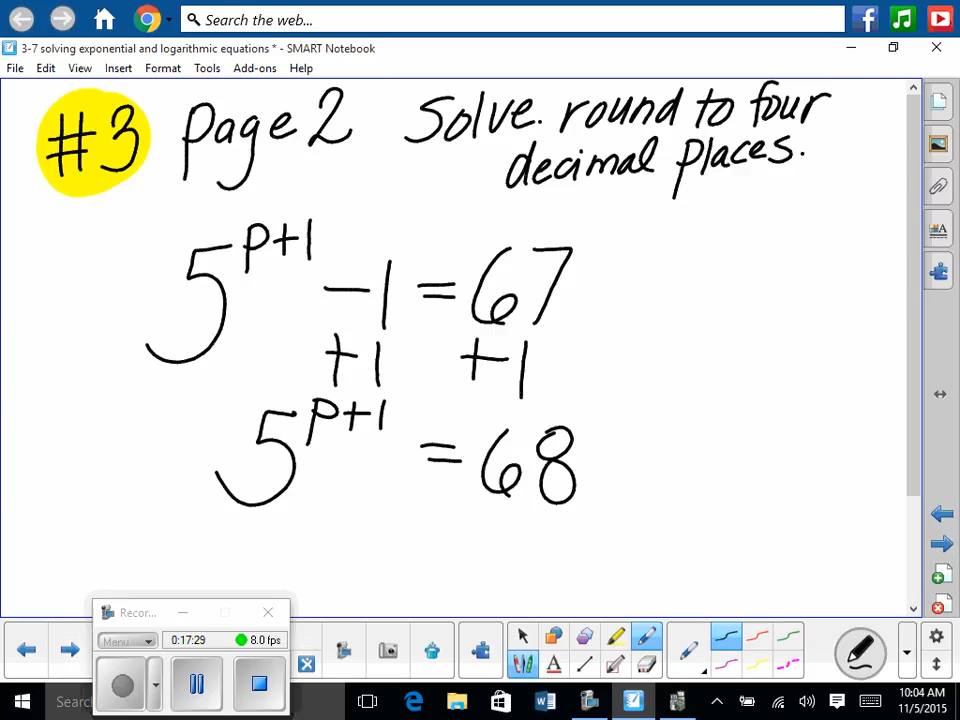 Search the web...
3-7 solving exponential and logarithmic equations * - SMART Notebook
File Edit View Insert Format Tools Add-ons Help
#3 page 2 Solve. round to four
decimal places.
5^{p+1} - 1 = 67
+1 +1
5^{p+1} = 68
Recor...
Menu 0:17:29 8.0 fps
Search
10:04 AM
11/5/2015